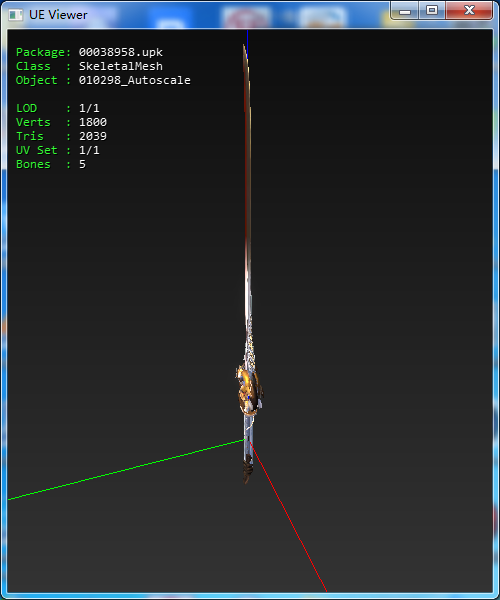 UE Viewer
Package: 00038958.upk
Class : SkeletalMesh
Object : 010298_Autoscale
LOD : 1/1
Verts : 1800
Tris : 2039
UV Set : 1/1
Bones : 5